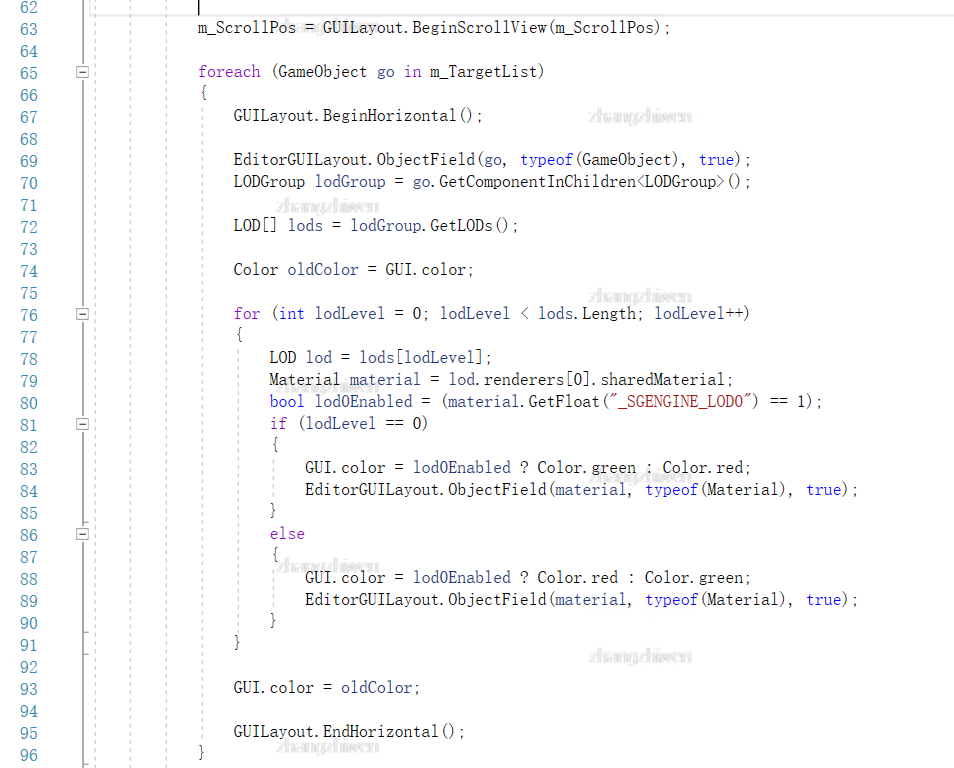 62
63 m_ScrollPos = GUILayout.BeginScrollView(m_ScrollPos);
64
65 foreach (GameObject go in m_TargetList)
66 {
67 GUILayout.BeginHorizontal();
zhangzhiwen
68
69 EditorGUILayout.ObjectField(go, typeof(GameObject), true);
70 LODGroup lodGroup = go.GetComponentInChildren<LODGroup>();
71
zhangzhiwen
72 LOD[] lods = lodGroup.GetLODs();
73
74 Color oldColor = GUI.color;
75
zhangzhiwen
76 for (int lodLevel = 0; lodLevel < lods.Length; lodLevel++)
77 {
78 LOD lod = lods[lodLevel];
79 Material material = lod.renderers[0].sharedMaterial;
80 bool lod0Enabled = (material.GetFloat("_SGENGINE_LOD0") == 1);
81 if (lodLevel == 0)
82 {
83 GUI.color = lod0Enabled ? Color.green : Color.red;
84 EditorGUILayout.ObjectField(material, typeof(Material), true);
85 }
86 else
87 {
zhangzhiwen
88 GUI.color = lod0Enabled ? Color.red : Color.green;
89 EditorGUILayout.ObjectField(material, typeof(Material), true);
90 }
91 }
zhangzhiwen
92
93 GUI.color = oldColor;
94
95 GUILayout.EndHorizontal();
zhangzhiwen
96 }